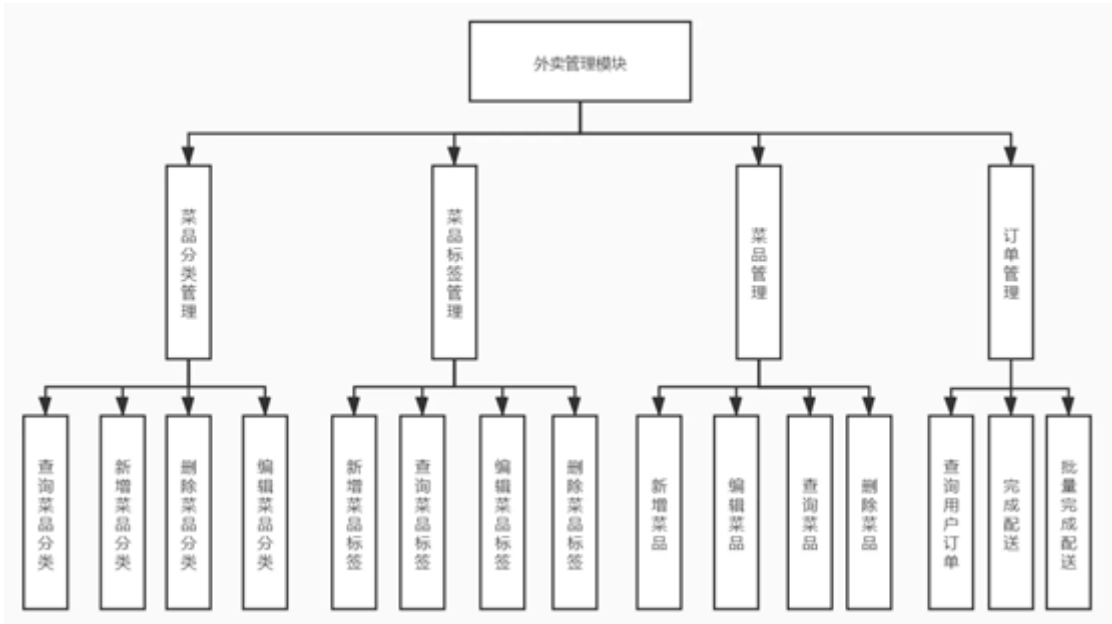 外卖管理模块
菜品分类管理
菜品标签管理
菜品管理
订单管理
查询菜品分类
新增菜品分类
删除菜品分类
编辑菜品分类
新增菜品标签
查询菜品标签
编辑菜品标签
删除菜品标签
新增菜品
编辑菜品
查询菜品
删除菜品
查询用户订单
完成配送
批量完成配送